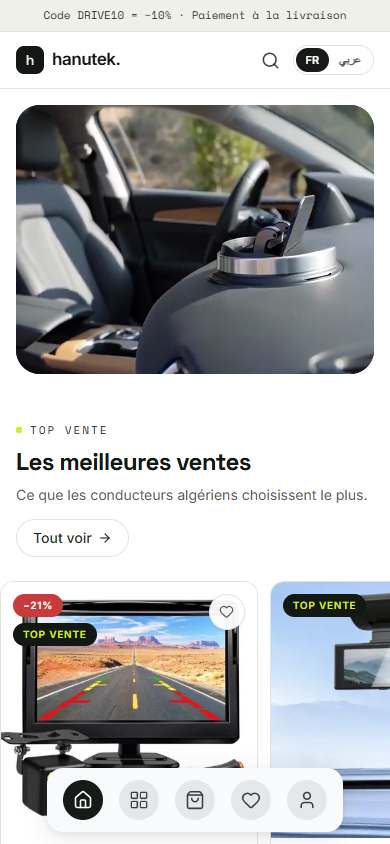 Code DRIVE10 = −10% · Paiement à la livraison
h hanutek.
FR عربي
TOP VENTE
Les meilleures ventes
Ce que les conducteurs algériens choisissent le plus.
Tout voir →
−21%
TOP VENTE
TOP VENTE